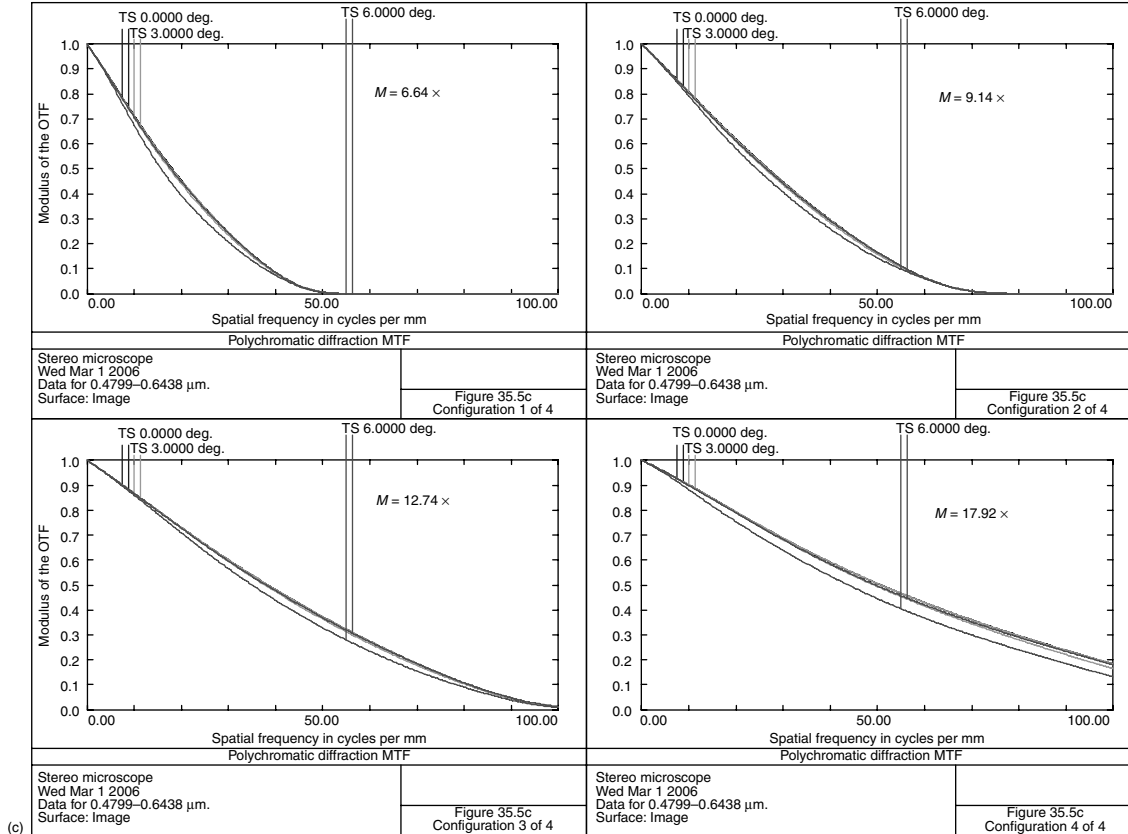 TS 0.0000 deg.
TS 3.0000 deg.
TS 6.0000 deg.
1.0
0.9
0.8
0.7
0.6
0.5
0.4
0.3
0.2
0.1
0.0
Modulus of the OTF
M = 6.64 ×
0.00 50.00 100.00
Spatial frequency in cycles per mm
Polychromatic diffraction MTF
Stereo microscope
Wed Mar 1 2006
Data for 0.4799–0.6438 μm.
Surface: Image
Figure 35.5c
Configuration 1 of 4
TS 0.0000 deg.
TS 3.0000 deg.
TS 6.0000 deg.
1.0
0.9
0.8
0.7
0.6
0.5
0.4
0.3
0.2
0.1
0.0
M = 9.14 ×
0.00 50.00 100.00
Spatial frequency in cycles per mm
Polychromatic diffraction MTF
Stereo microscope
Wed Mar 1 2006
Data for 0.4799–0.6438 μm.
Surface: Image
Figure 35.5c
Configuration 2 of 4
TS 0.0000 deg.
TS 3.0000 deg.
TS 6.0000 deg.
1.0
0.9
0.8
0.7
0.6
0.5
0.4
0.3
0.2
0.1
0.0
Modulus of the OTF
M = 12.74 ×
0.00 50.00 100.00
Spatial frequency in cycles per mm
Polychromatic diffraction MTF
Stereo microscope
Wed Mar 1 2006
Data for 0.4799–0.6438 μm.
Surface: Image
Figure 35.5c
Configuration 3 of 4
TS 0.0000 deg.
TS 3.0000 deg.
TS 6.0000 deg.
1.0
0.9
0.8
0.7
0.6
0.5
0.4
0.3
0.2
0.1
0.0
M = 17.92 ×
0.00 50.00 100.00
Spatial frequency in cycles per mm
Polychromatic diffraction MTF
Stereo microscope
Wed Mar 1 2006
Data for 0.4799–0.6438 μm.
Surface: Image
Figure 35.5c
Configuration 4 of 4
(c)